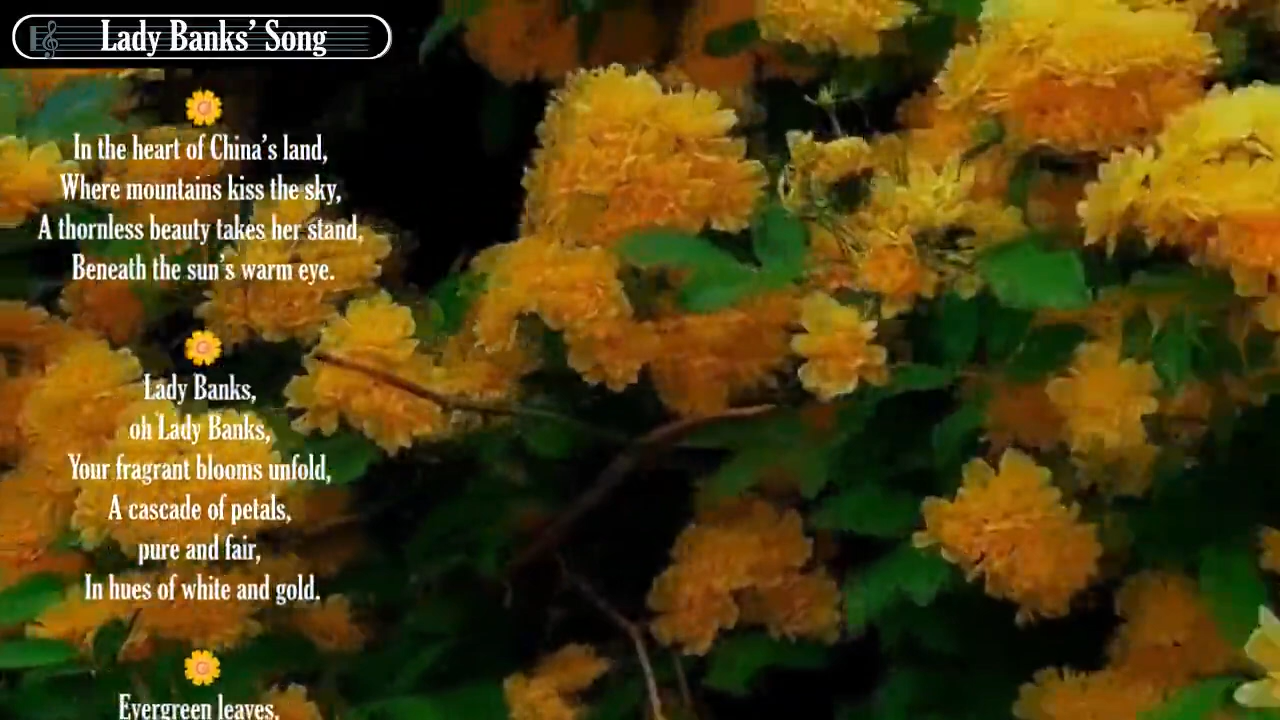 Lady Banks’ Song
In the heart of China’s land,
Where mountains kiss the sky,
A thornless beauty takes her stand,
Beneath the sun’s warm eye.
Lady Banks,
oh Lady Banks,
Your fragrant blooms unfold,
A cascade of petals,
pure and fair,
In hues of white and gold.
Evergreen leaves,